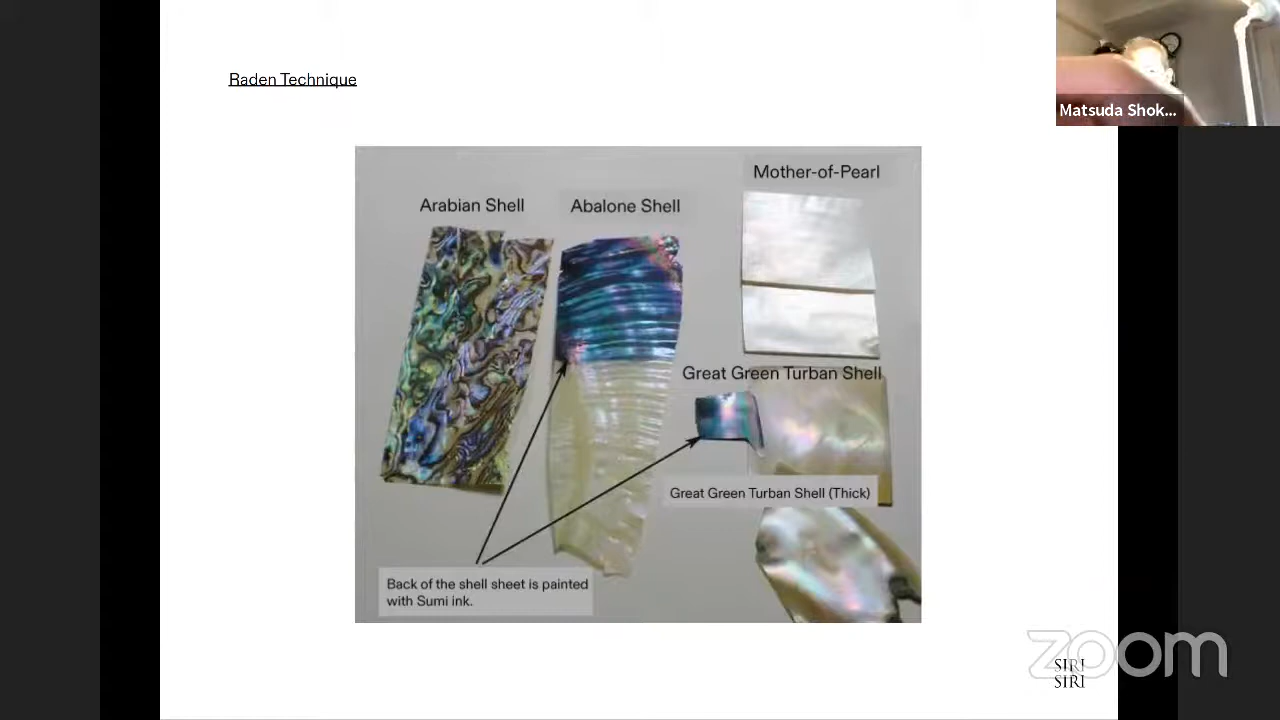 Raden Technique
Matsuda Shok...
Mother-of-Pearl
Arabian Shell
Abalone Shell
Great Green Turban Shell
Great Green Turban Shell (Thick)
Back of the shell sheet is painted
with Sumi ink.
zoom
SIRI
SIRI